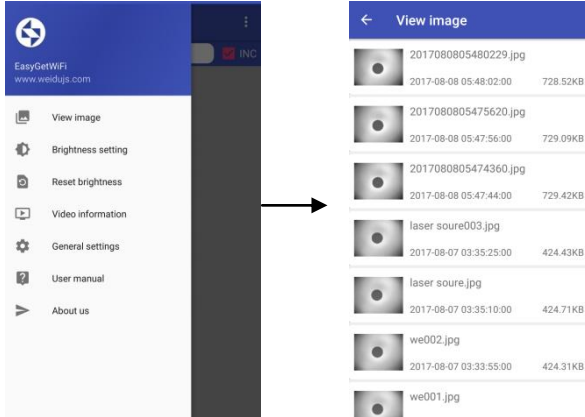 EasyGetWiFi
www.weidujs.com
INC
View image
Brightness setting
Reset brightness
Video information
General settings
User manual
About us
View image
2017080805480229.jpg
2017-08-08 05:48:02:00 728.52KB
2017080805475620.jpg
2017-08-08 05:47:56:00 729.09KB
2017080805474360.jpg
2017-08-08 05:47:44:00 729.42KB
laser soure003.jpg
2017-08-07 03:35:25:00 424.43KB
laser soure.jpg
2017-08-07 03:35:10:00 424.71KB
we002.jpg
2017-08-07 03:33:55:00 424.31KB
we001.jpg